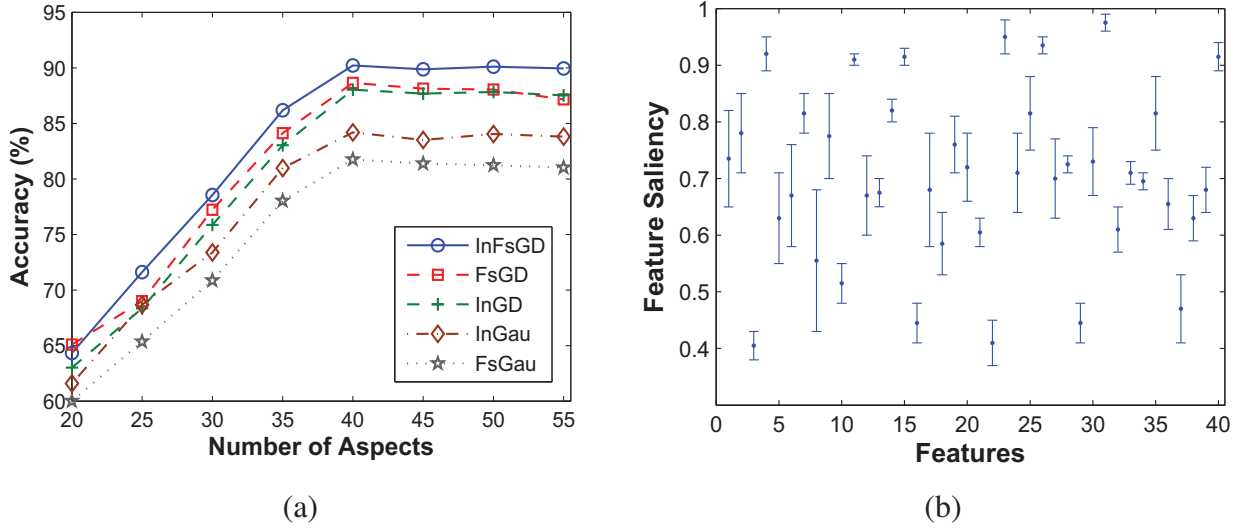 95
90
85
80
75
70
65
60
20 25 30 35 40 45 50 55
Accuracy (%)
Number of Aspects
InFsGD
FsGD
InGD
InGau
FsGau
(a)
1
0.9
0.8
0.7
0.6
0.5
0.4
0 5 10 15 20 25 30 35 40
Feature Saliency
Features
(b)